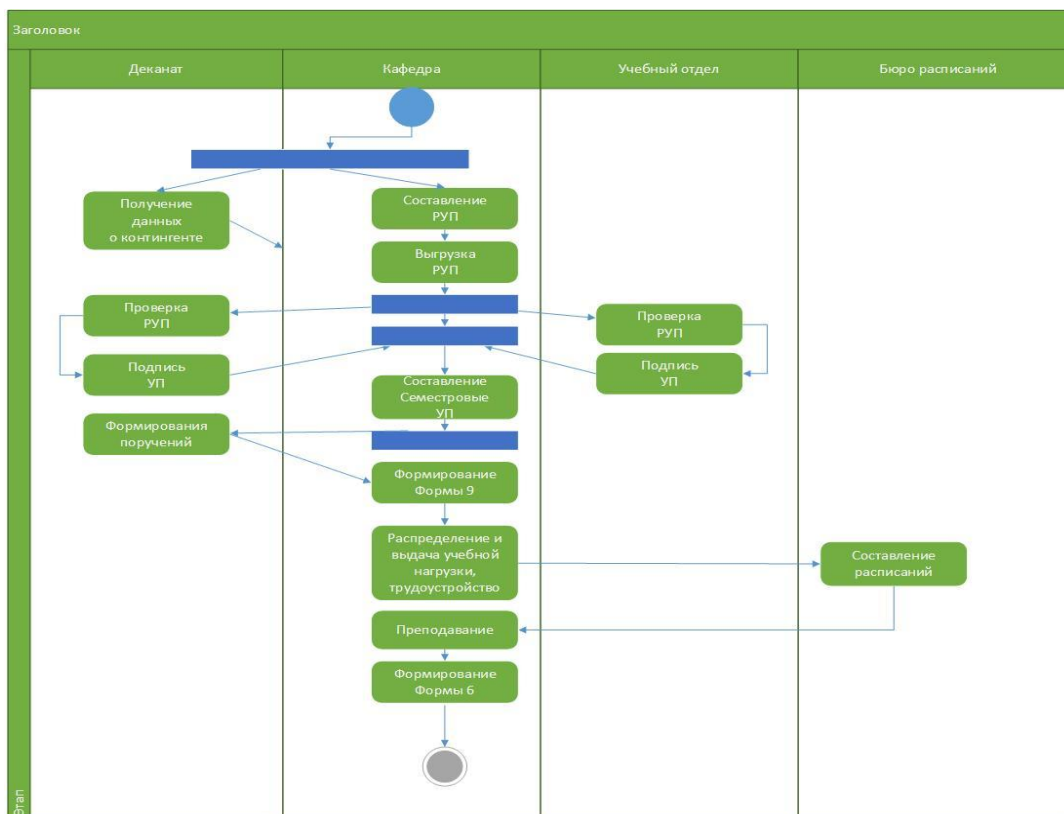 Заголовок
Деканат
Кафедра
Учебный отдел
Бюро расписаний
Получение
данных
о контингенте
Составление
РУП
Выгрузка
РУП
Проверка
РУП
Проверка
РУП
Подпись
УП
Подпись
УП
Составление
Семестровые
УП
Формирования
поручений
Формирование
Формы 9
Распределение и
выдача учебной
нагрузки,
трудоустройство
Составление
расписаний
Преподавание
Формирование
Формы 6
Этап